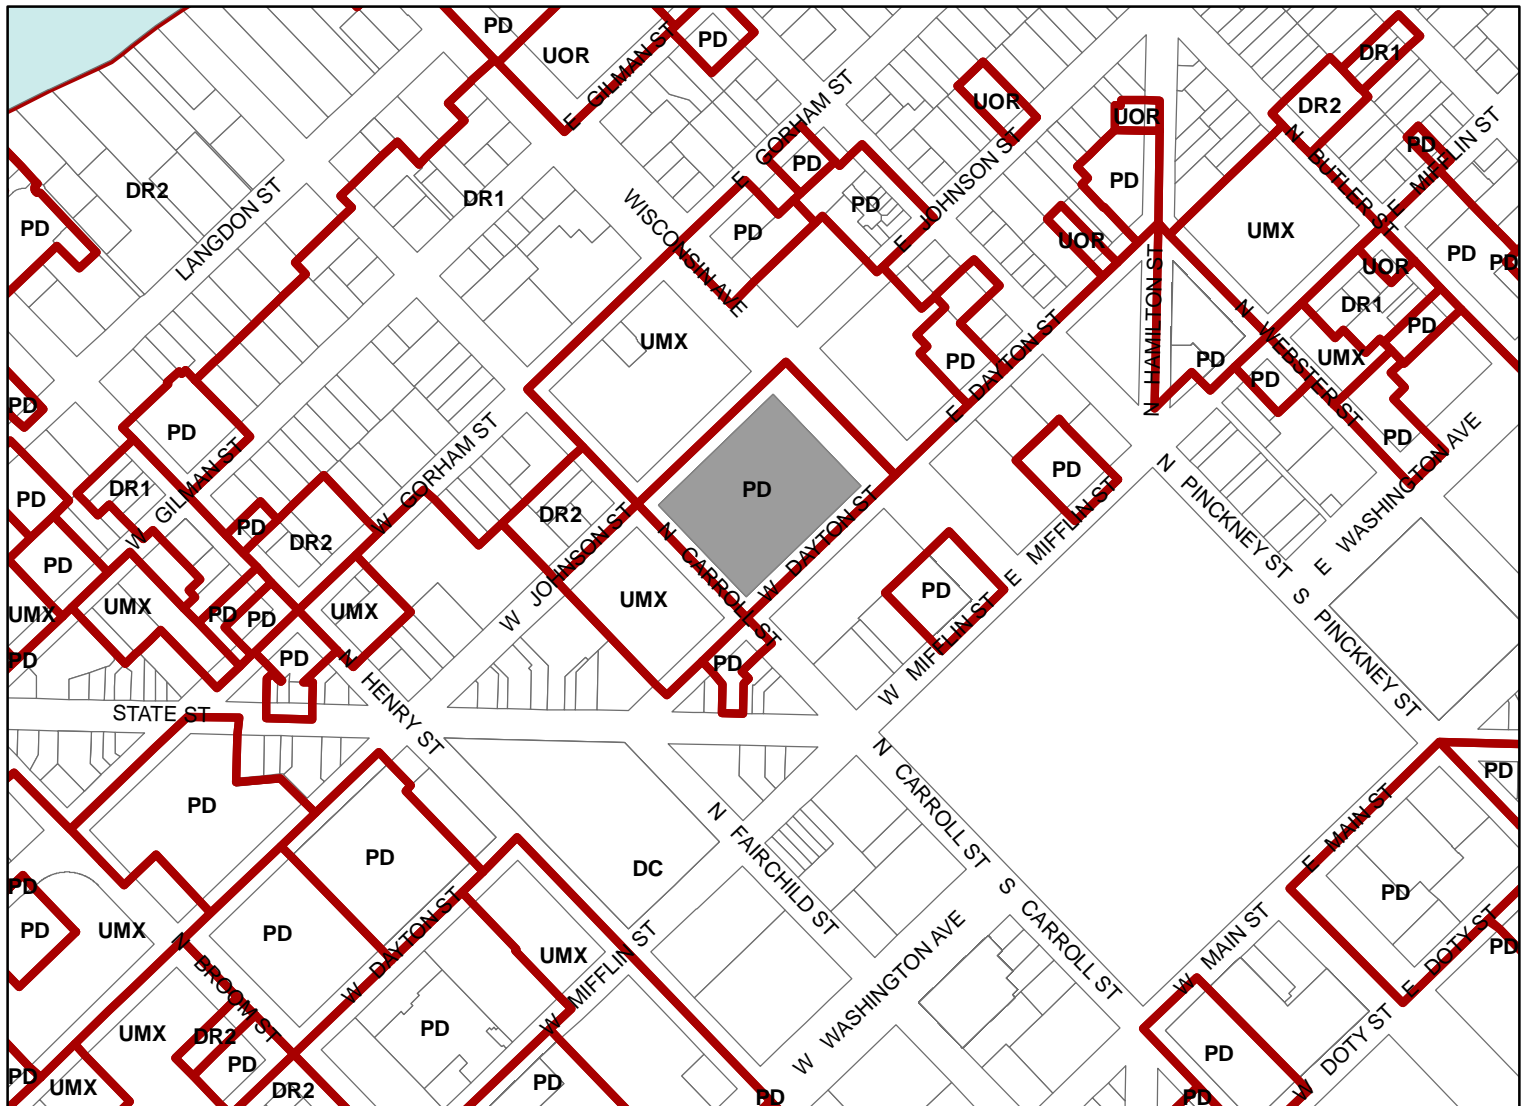 PD
UOR
E GILMAN ST
PD
DR1
DR2
UOR
UOR
PD
E GORHAM ST
E JOHNSON ST
N BUTLER ST
E MIFFLIN ST
PD
PD
DR2
DR1
LANGDON ST
WISCONSIN AVE
PD
PD
PD
UOR
UMX
PD
PD
UOR
DR1
PD
N HAMILTON ST
N WEBSTER ST
UMX
UMX
PD
E DAYTON ST
PD
PD
PD
PD
PD
W GILMAN ST
W GORHAM ST
PD
E WASHINGTON AVE
PD
DR1
PD
PD
PD
N PINCKNEY ST
DR2
DR2
W JOHNSON ST
N CARROLL ST
W DAYTON ST
PD
E MIFFLIN ST
PD
UMX
UMX
PD
PD
UMX
UMX
S PINCKNEY ST
W MIFFLIN ST
PD
PD
PD
N HENRY ST
STATE ST
PD
PD
N CARROLL ST
N FAIRCHILD ST
PD
DC
E MAIN ST
PD
PD
PD
UMX
PD
N BROOM ST
W DAYTON ST
UMX
W MIFFLIN ST
S CARROLL ST
W WASHINGTON AVE
W MAIN ST
E DOTY ST
PD
UMX
DR2
PD
PD
PD
W DOTY ST
PD
UMX
DR2
PD
PD
PD